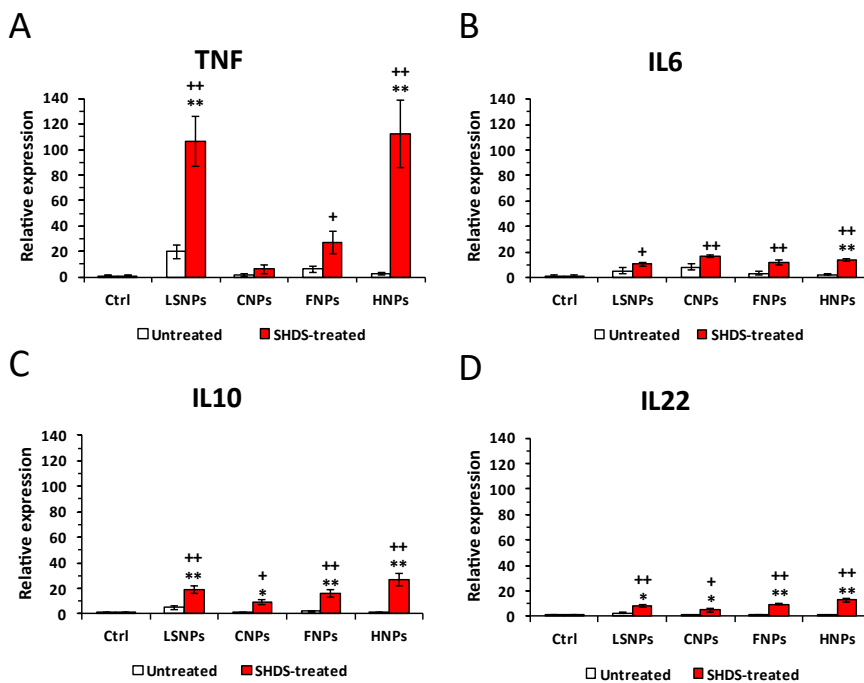 A
TNF
Relative expression
140
120
100
80
60
40
20
0
++
**
+
++
**
Ctrl LSNPs CNPs FNPs HNPs
Untreated SHDS-treated
B
IL6
Relative expression
140
120
100
80
60
40
20
0
+
++
++
++
**
Ctrl LSNPs CNPs FNPs HNPs
Untreated SHDS-treated
C
IL10
Relative expression
140
120
100
80
60
40
20
0
++
**
+
*
++
**
++
**
Ctrl LSNPs CNPs FNPs HNPs
Untreated SHDS-treated
D
IL22
Relative expression
140
120
100
80
60
40
20
0
++
*
+
*
++
**
++
**
Ctrl LSNPs CNPs FNPs HNPs
Untreated SHDS-treated